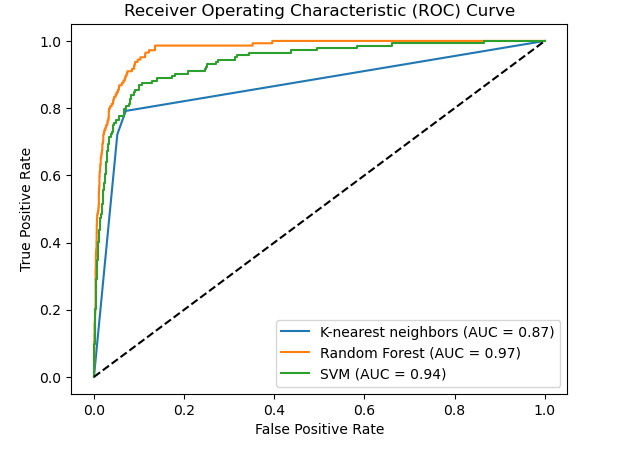 Receiver Operating Characteristic (ROC) Curve
True Positive Rate
1.0
0.8
0.6
0.4
0.2
0.0
K-nearest neighbors (AUC = 0.87)
Random Forest (AUC = 0.97)
SVM (AUC = 0.94)
0.0 0.2 0.4 0.6 0.8 1.0
False Positive Rate